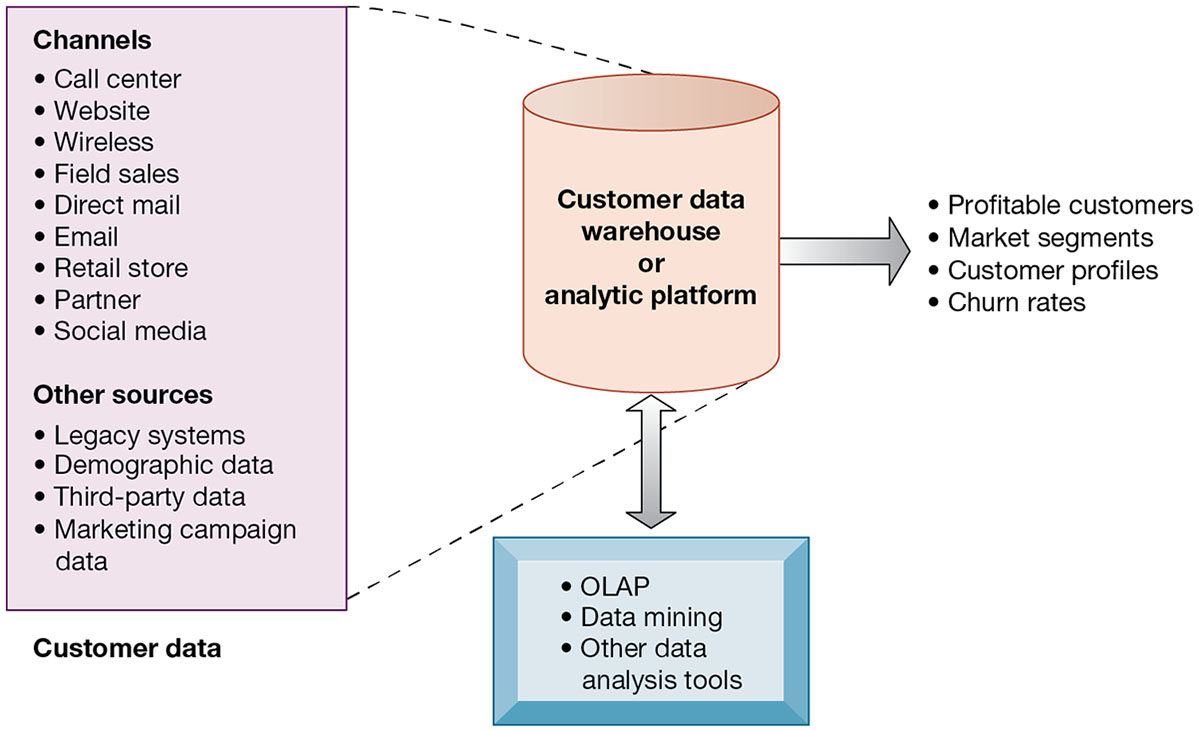 Channels
• Call center
• Website
• Wireless
• Field sales
• Direct mail
• Email
• Retail store
• Partner
• Social media
Other sources
• Legacy systems
• Demographic data
• Third-party data
• Marketing campaign
data
Customer data
Customer data
warehouse
or
analytic platform
• Profitable customers
• Market segments
• Customer profiles
• Churn rates
• OLAP
• Data mining
• Other data
analysis tools